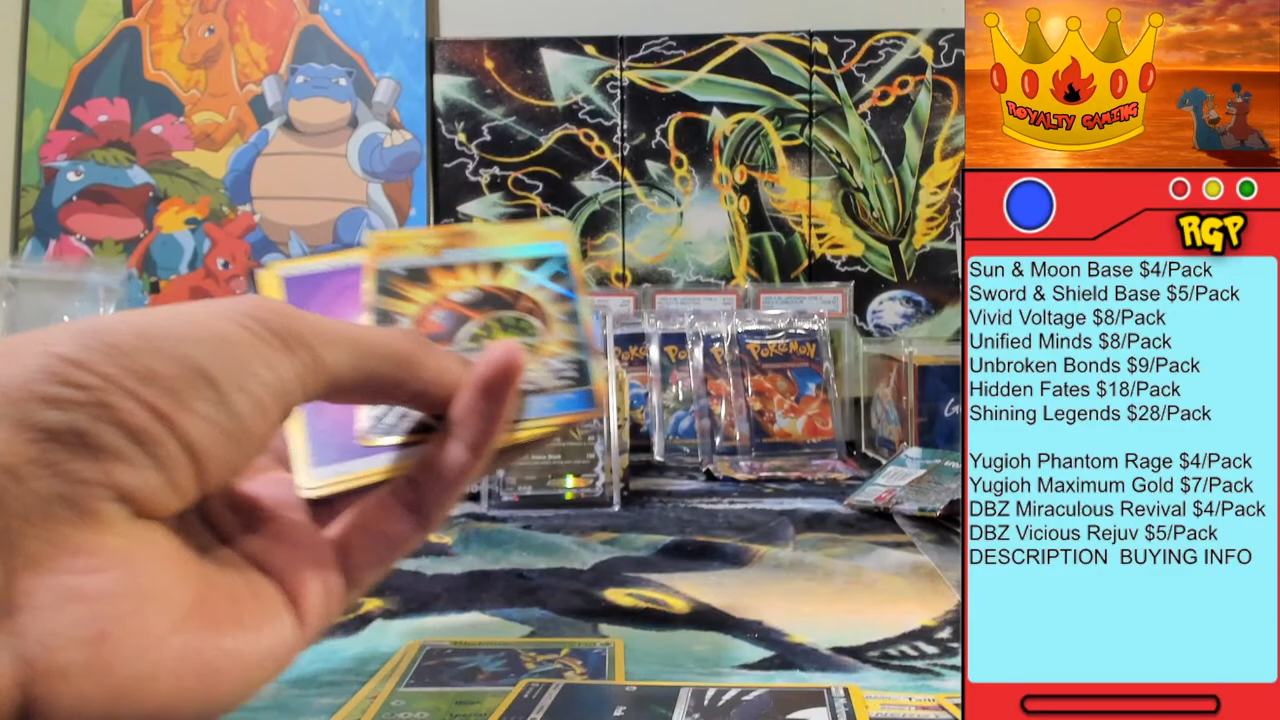 ROYALTY GAMING
RGP
Sun & Moon Base $4/Pack
Sword & Shield Base $5/Pack
Vivid Voltage $8/Pack
Unified Minds $8/Pack
Unbroken Bonds $9/Pack
Hidden Fates $18/Pack
Shining Legends $28/Pack
Yugioh Phantom Rage $4/Pack
Yugioh Maximum Gold $7/Pack
DBZ Miraculous Revival $4/Pack
DBZ Vicious Rejuv $5/Pack
DESCRIPTION BUYING INFO
POKéMON